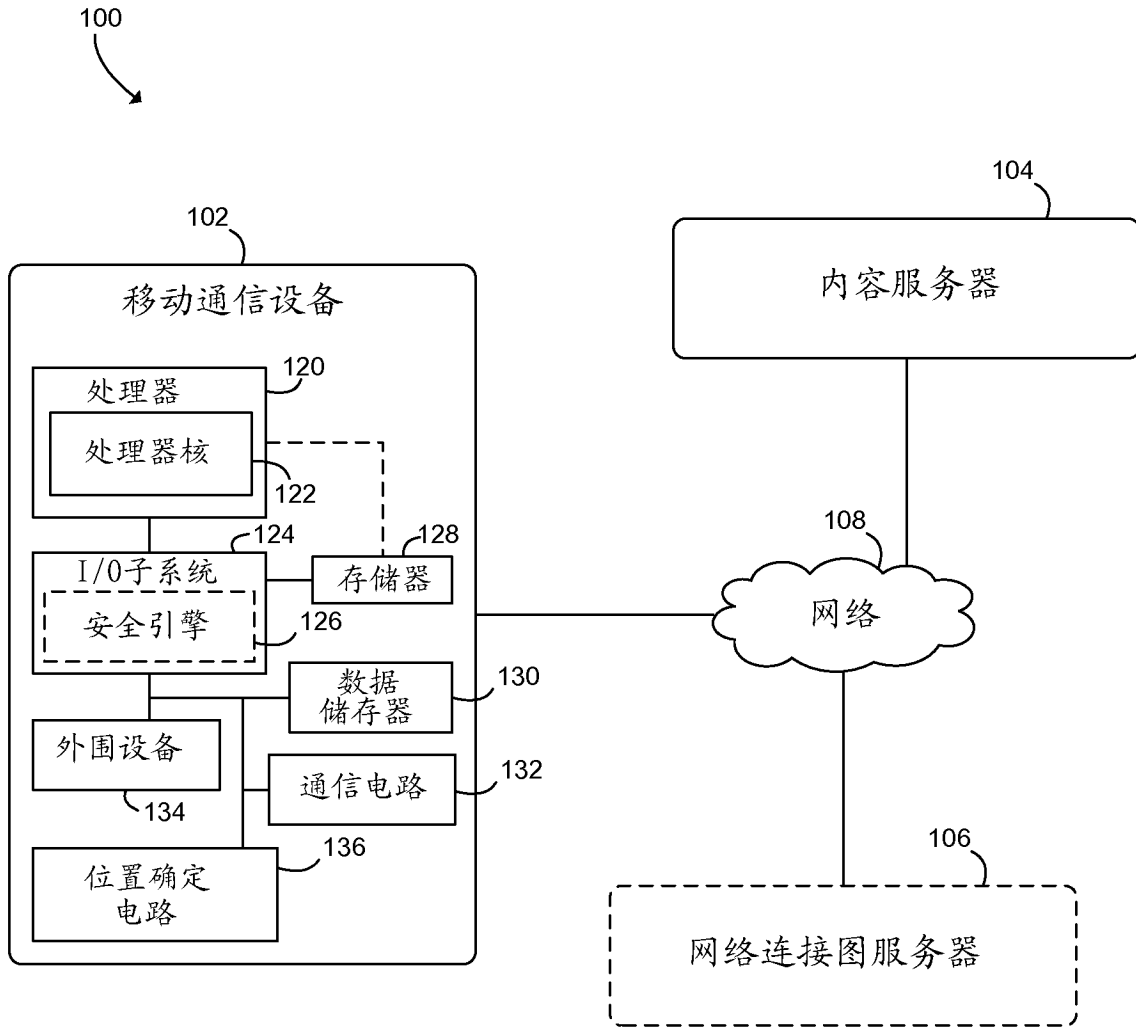 100
102
移动通信设备
处理器
120
处理器核
122
124
I/O子系统
安全引擎
126
128
存储器
数据
储存器
130
外围设备
134
通信电路
132
136
位置确定
电路
104
内容服务器
108
网络
106
网络连接图服务器